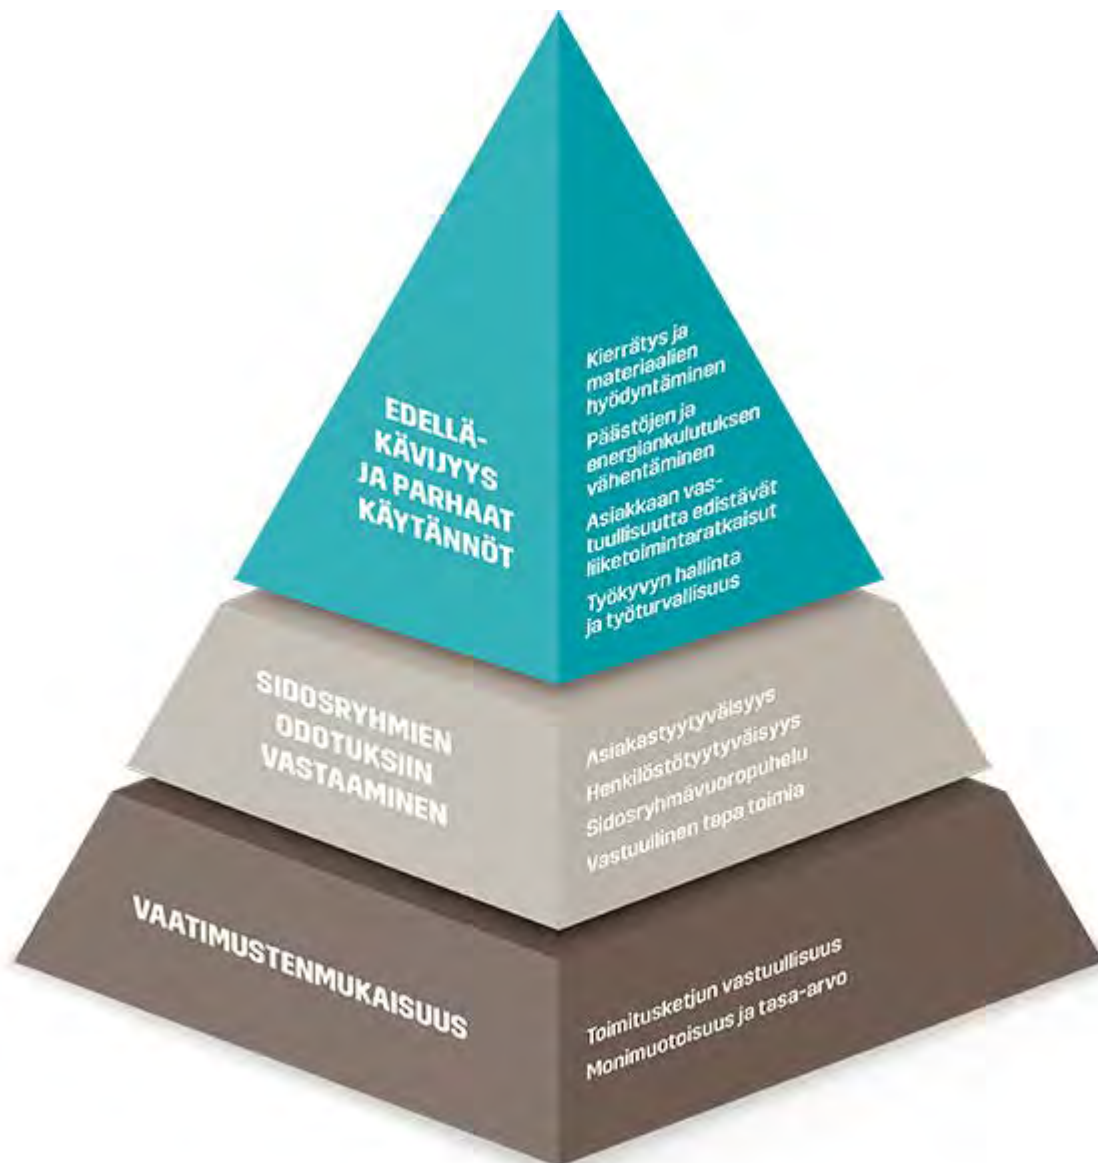 EDELLÄ-
KÄVIJYYS
JA PARHAAT
KÄYTÄNNÖT
Kierrätys ja
materiaalien
hyödyntäminen
Päästöjen ja
energiankulutuksen
vähentäminen
Asiakkaan vas-
tuullisuutta edistävät
liiketoimintaratkaisut
Työkyvyn hallinta
ja työturvallisuus
SIDOSRYHMIEN
ODOTUKSIIN
VASTAAMINEN
Asiakastyytyväisyys
Henkilöstötyytyväisyys
Sidosryhmävuoropuhelu
Vastuullinen tapa toimia
VAATIMUSTENMUKAISUUS
Toimitusketjun vastuullisuus
Monimuotoisuus ja tasa-arvo